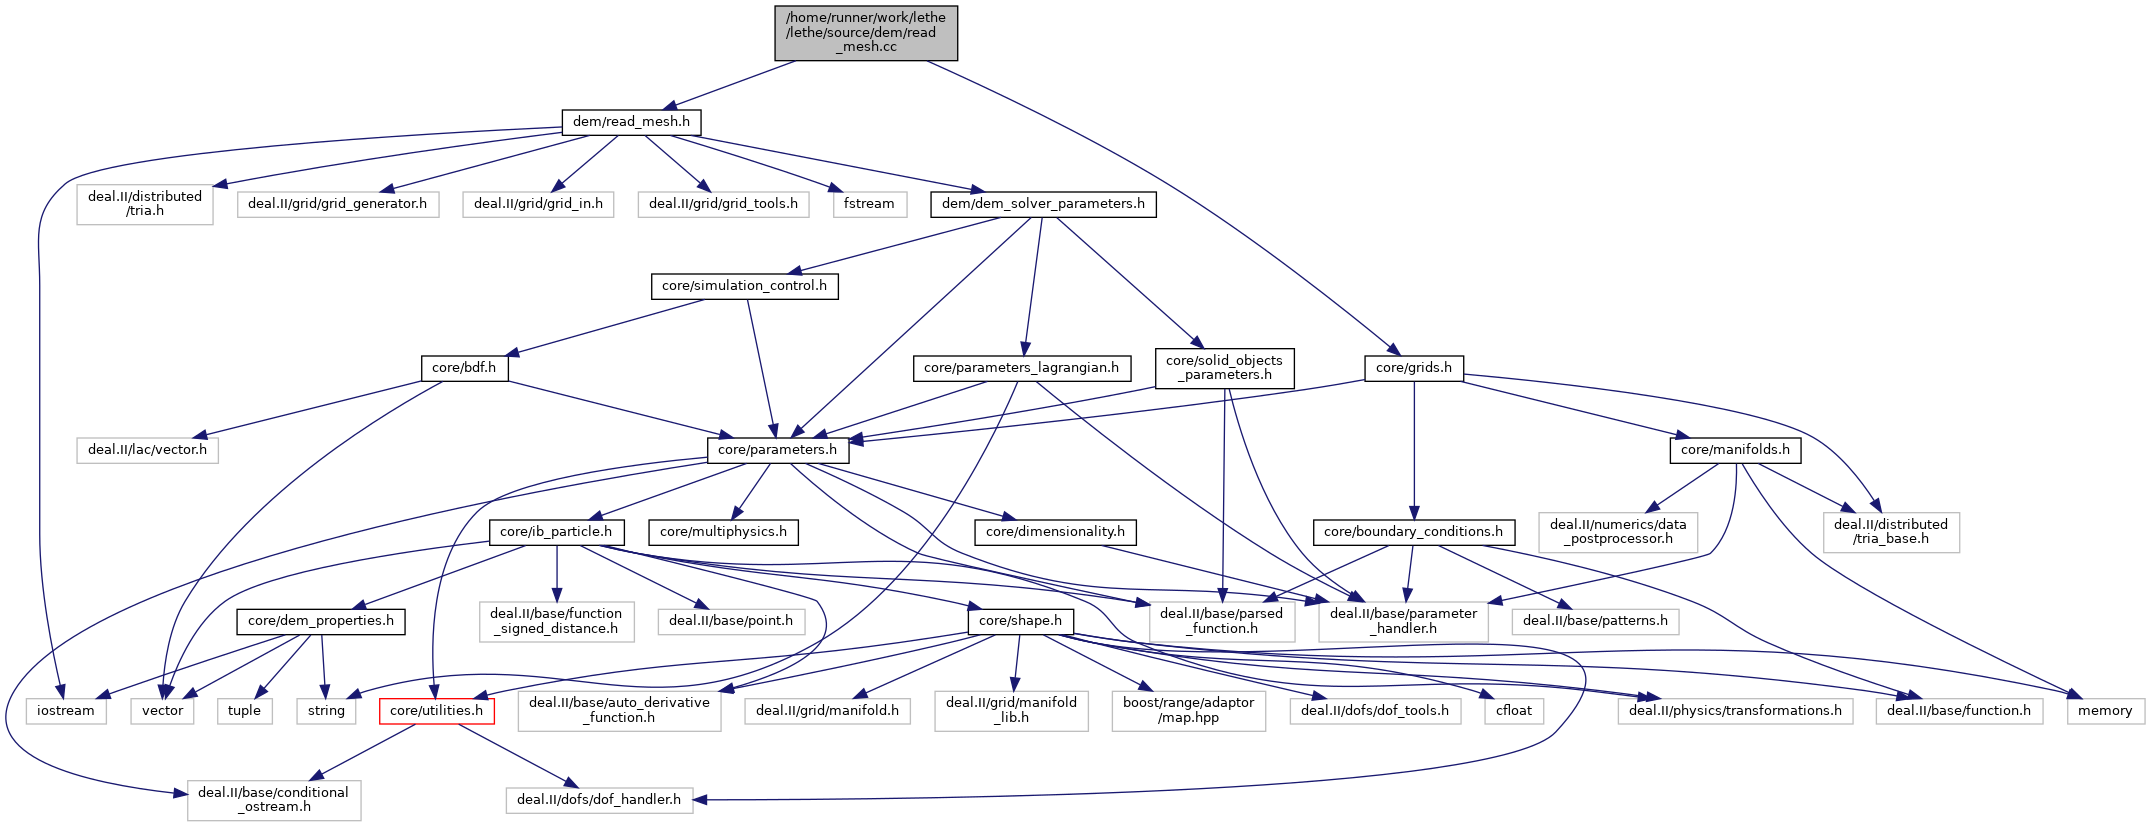 /home/runner/work/lethe
/lethe/source/dem/read
_mesh.cc
dem/read_mesh.h
deal.II/distributed
/tria.h
deal.II/grid/grid_generator.h
deal.II/grid/grid_in.h
deal.II/grid/grid_tools.h
fstream
dem/dem_solver_parameters.h
core/simulation_control.h
core/bdf.h
core/parameters_lagrangian.h
core/solid_objects
_parameters.h
core/grids.h
deal.II/lac/vector.h
core/parameters.h
core/manifolds.h
core/ib_particle.h
core/multiphysics.h
core/dimensionality.h
core/boundary_conditions.h
deal.II/numerics/data
_postprocessor.h
deal.II/distributed
/tria_base.h
core/dem_properties.h
deal.II/base/function
_signed_distance.h
deal.II/base/point.h
core/shape.h
deal.II/base/parsed
_function.h
deal.II/base/parameter
_handler.h
deal.II/base/patterns.h
iostream
vector
tuple
string
core/utilities.h
deal.II/base/auto_derivative
_function.h
deal.II/grid/manifold.h
deal.II/grid/manifold
_lib.h
boost/range/adaptor
/map.hpp
deal.II/dofs/dof_tools.h
cfloat
deal.II/physics/transformations.h
deal.II/base/function.h
memory
deal.II/base/conditional
_ostream.h
deal.II/dofs/dof_handler.h